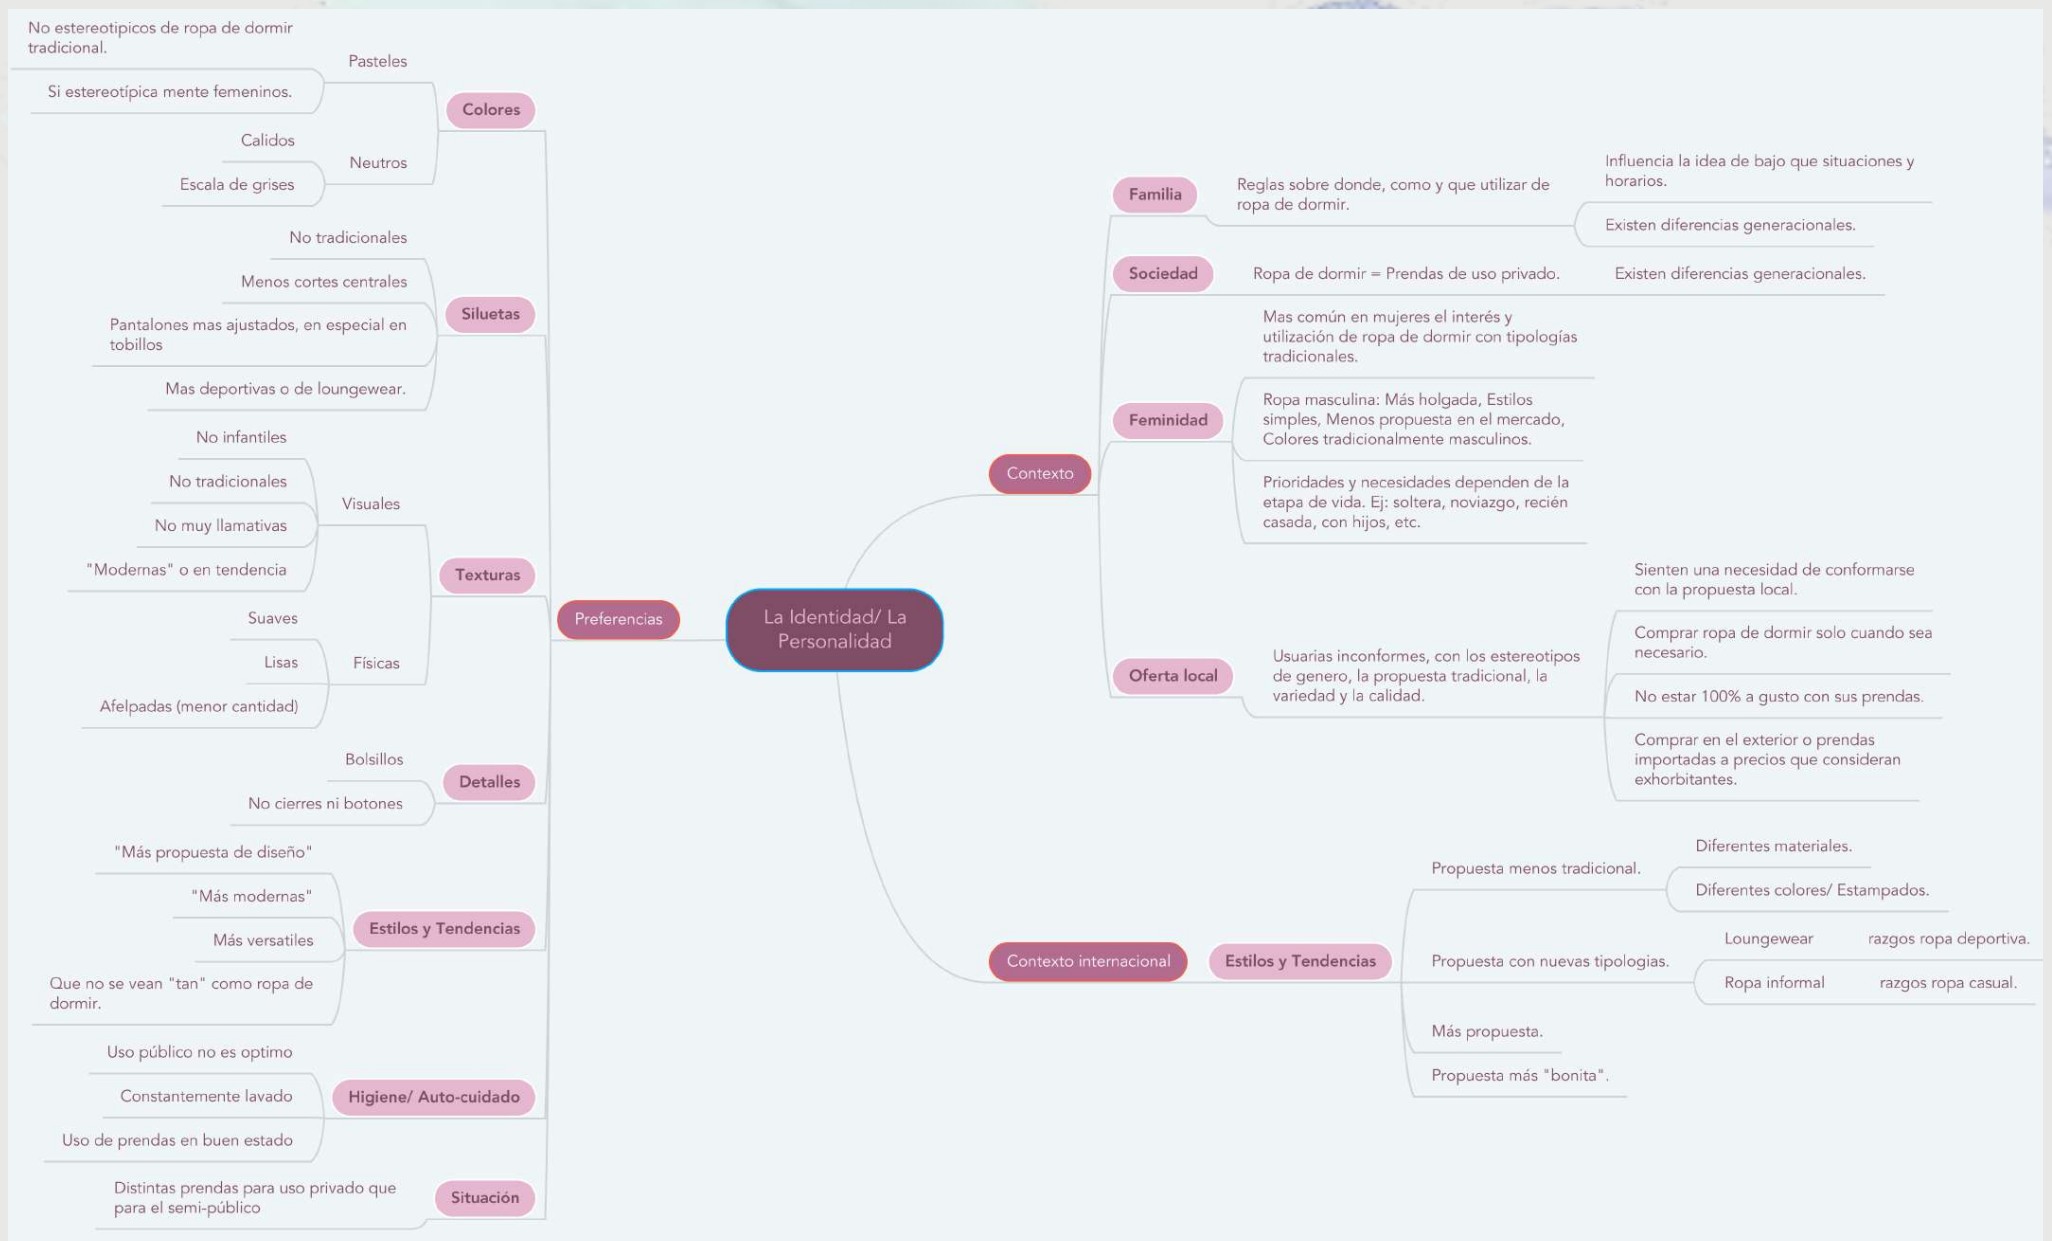 No estereotipicos de ropa de dormir
tradicional.
Si estereotípica mente femeninos.
Pasteles
Calidos
Escala de grises
Neutros
Colores
No tradicionales
Menos cortes centrales
Pantalones mas ajustados, en especial en
tobillos
Mas deportivas o de loungewear.
Siluetas
No infantiles
No tradicionales
No muy llamativas
"Modernas" o en tendencia
Visuales
Suaves
Lisas
Afelpadas (menor cantidad)
Físicas
Texturas
Bolsillos
No cierres ni botones
Detalles
"Más propuesta de diseño"
"Más modernas"
Más versatiles
Que no se vean "tan" como ropa de
dormir.
Estilos y Tendencias
Uso público no es optimo
Constantemente lavado
Uso de prendas en buen estado
Higiene/ Auto-cuidado
Distintas prendas para uso privado que
para el semi-público
Situación
Preferencias
La Identidad/ La
Personalidad
Contexto
Familia
Reglas sobre donde, como y que utilizar de
ropa de dormir.
Influencia la idea de bajo que situaciones y
horarios.
Existen diferencias generacionales.
Sociedad
Ropa de dormir = Prendas de uso privado.
Existen diferencias generacionales.
Feminidad
Mas común en mujeres el interés y
utilización de ropa de dormir con tipologías
tradicionales.
Ropa masculina: Más holgada, Estilos
simples, Menos propuesta en el mercado,
Colores tradicionalmente masculinos.
Prioridades y necesidades dependen de la
etapa de vida. Ej: soltera, noviazgo, recién
casada, con hijos, etc.
Oferta local
Usuarias inconformes, con los estereotipos
de genero, la propuesta tradicional, la
variedad y la calidad.
Sienten una necesidad de conformarse
con la propuesta local.
Comprar ropa de dormir solo cuando sea
necesario.
No estar 100% a gusto con sus prendas.
Comprar en el exterior o prendas
importadas a precios que consideran
exhorbitantes.
Contexto internacional
Estilos y Tendencias
Propuesta menos tradicional.
Diferentes materiales.
Diferentes colores/ Estampados.
Propuesta con nuevas tipologias.
Loungewear
razgos ropa deportiva.
Ropa informal
razgos ropa casual.
Más propuesta.
Propuesta más "bonita".